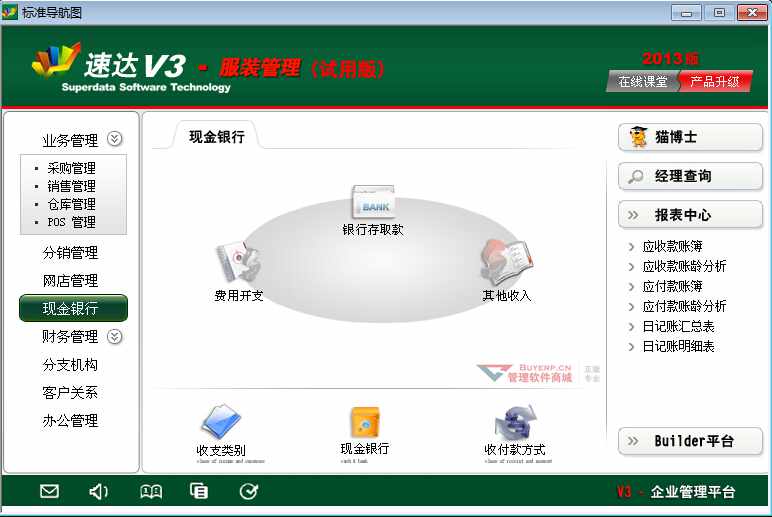 标准导航图
速达V3 - 服装管理（试用版）
Superdata Software Technology
2013版
在线课堂 产品升级
业务管理
· 采购管理
· 销售管理
· 仓库管理
· POS 管理
分销管理
网店管理
现金银行
财务管理
分支机构
客户关系
办公管理
现金银行
BANK
银行存取款
费用开支
其他收入
BUYERP.CN
管理软件商城
正版
专业
收支类别
现金银行
收付款方式
猫博士
经理查询
报表中心
应收款账簿
应收款账龄分析
应付款账簿
应付款账龄分析
日记账汇总表
日记账明细表
Builder平台
V3 - 企业管理平台